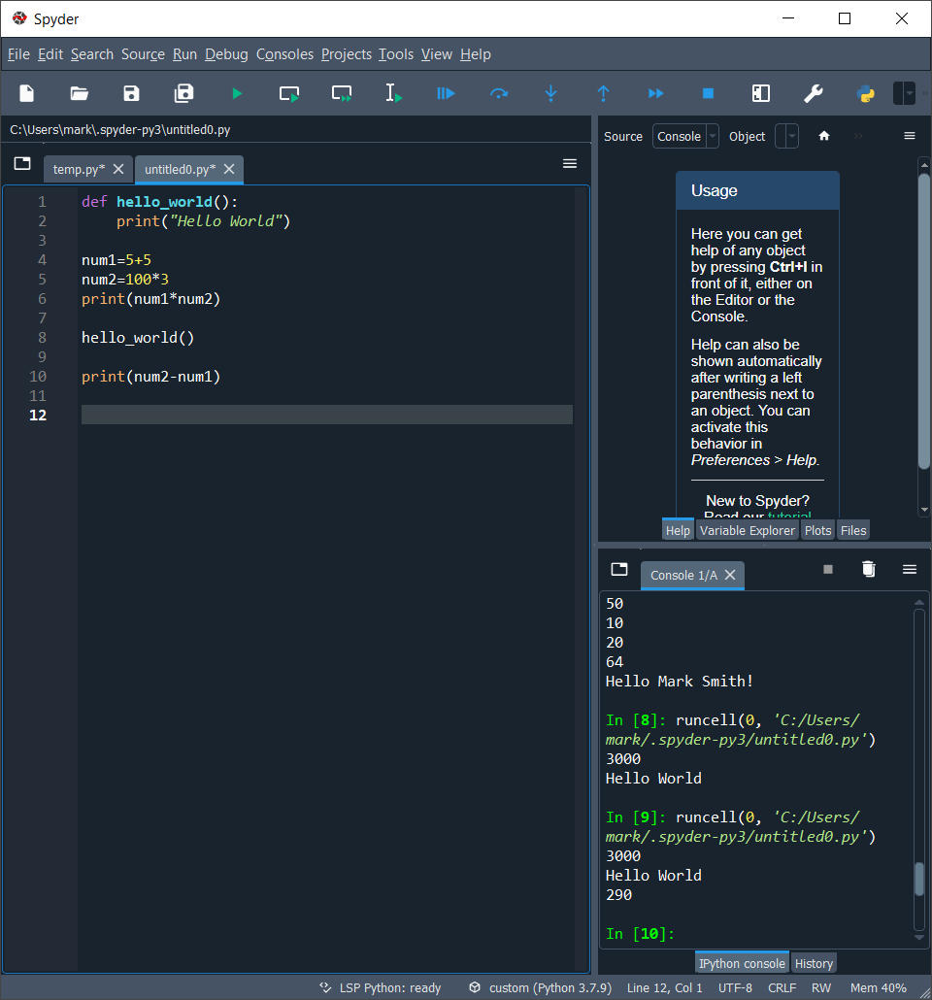 Spyder
File Edit Search Source Run Debug Consoles Projects Tools View Help
C:\Users\mark\.spyder-py3\untitled0.py
temp.py* untitled0.py*
1 def hello_world():
2     print("Hello World")
3
4 num1=5+5
5 num2=100*3
6 print(num1*num2)
7
8 hello_world()
9
10 print(num2-num1)
11
12
Source Console Object
Usage
Here you can get
help of any object
by pressing Ctrl+I in
front of it, either on
the Editor or the
Console.
Help can also be
shown automatically
after writing a left
parenthesis next to
an object. You can
activate this
behavior in
Preferences > Help.
New to Spyder?
Read our tutorial
Help Variable Explorer Plots Files
Console 1/A
50
10
20
64
Hello Mark Smith!
In [8]: runcell(0, 'C:/Users/
mark/.spyder-py3/untitled0.py')
3000
Hello World
In [9]: runcell(0, 'C:/Users/
mark/.spyder-py3/untitled0.py')
3000
Hello World
290
In [10]:
IPython console History
LSP Python: ready custom (Python 3.7.9) Line 12, Col 1 UTF-8 CRLF RW Mem 40%